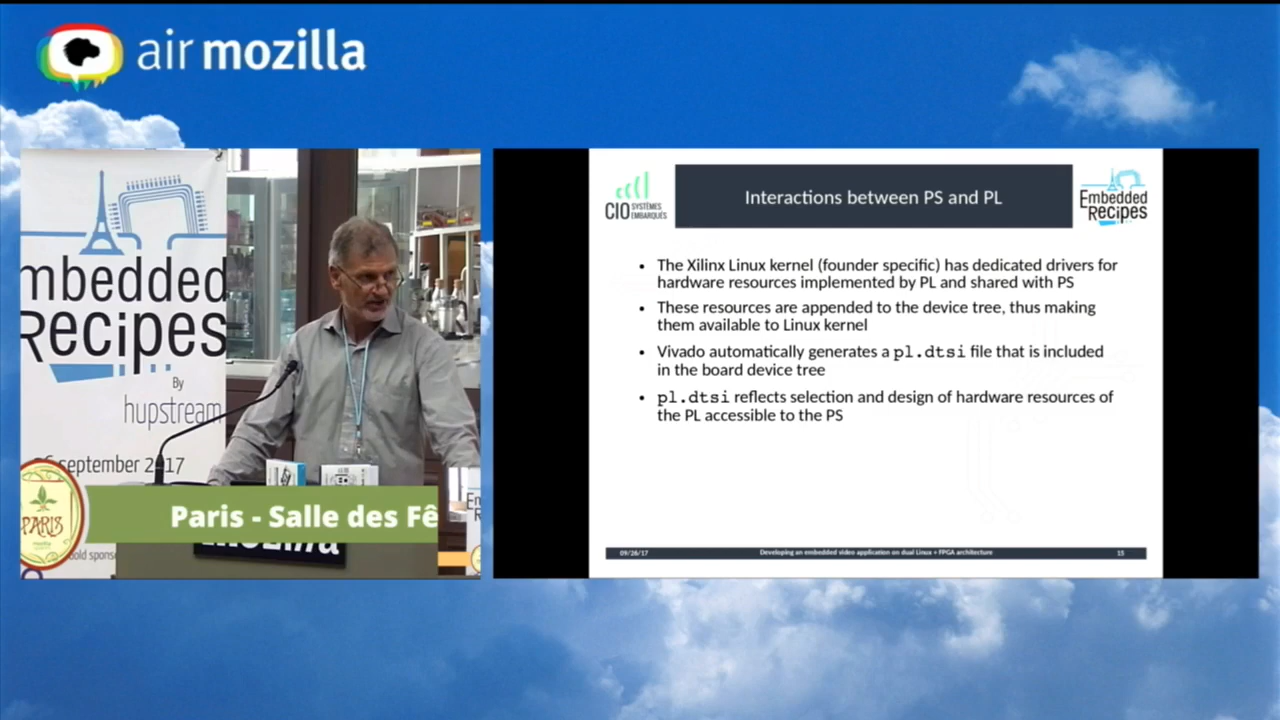 air mozilla
mbedded
Recipes
By
hupstream
september 2017
PARIS
mozilla
Paris - Salle des Fê
mozilla
CIO SYSTÈMES
EMBARQUÉS
Interactions between PS and PL
Embedded
Recipes
• The Xilinx Linux kernel (founder specific) has dedicated drivers for
hardware resources implemented by PL and shared with PS
• These resources are appended to the device tree, thus making
them available to Linux kernel
• Vivado automatically generates a pl.dtsi file that is included
in the board device tree
• pl.dtsi reflects selection and design of hardware resources of
the PL accessible to the PS
09/26/17
Developing an embedded video application on dual Linux + FPGA architecture
15